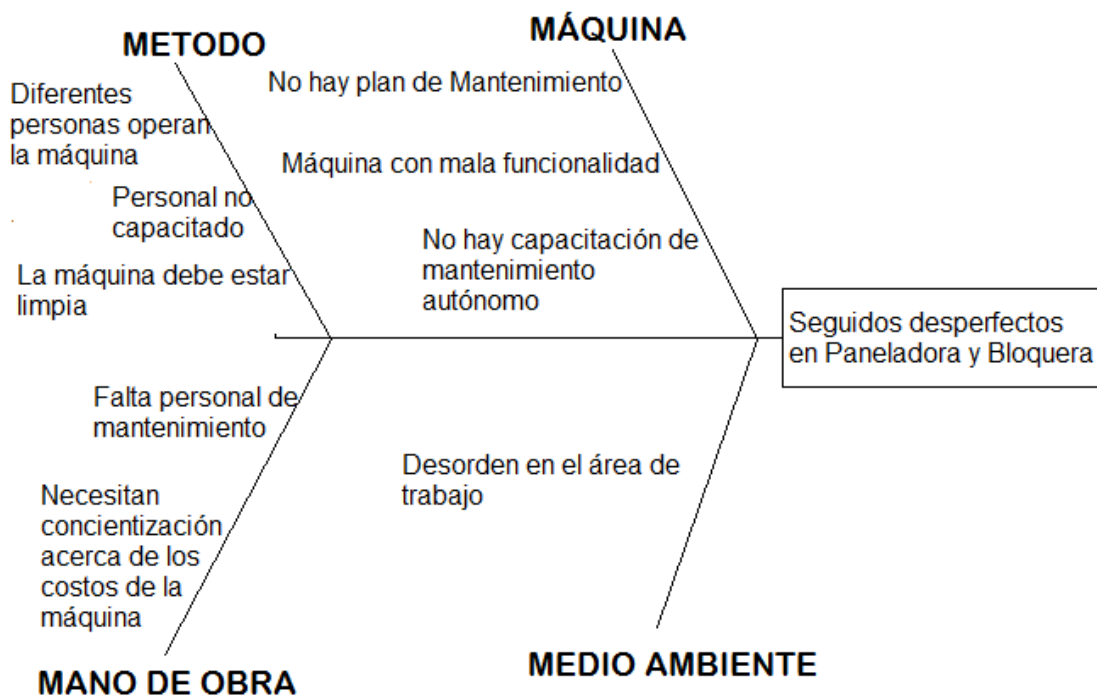 METODO
Diferentes
personas operan
la máquina
Personal no
capacitado
La máquina debe estar
limpia
MÁQUINA
No hay plan de Mantenimiento
Máquina con mala funcionalidad
No hay capacitación de
mantenimiento
autónomo
Seguidos desperfectos
en Paneladora y Bloquera
Falta personal de
mantenimiento
Necesitan
concientización
acerca de los
costos de la
máquina
MANO DE OBRA
Desorden en el área de
trabajo
MEDIO AMBIENTE